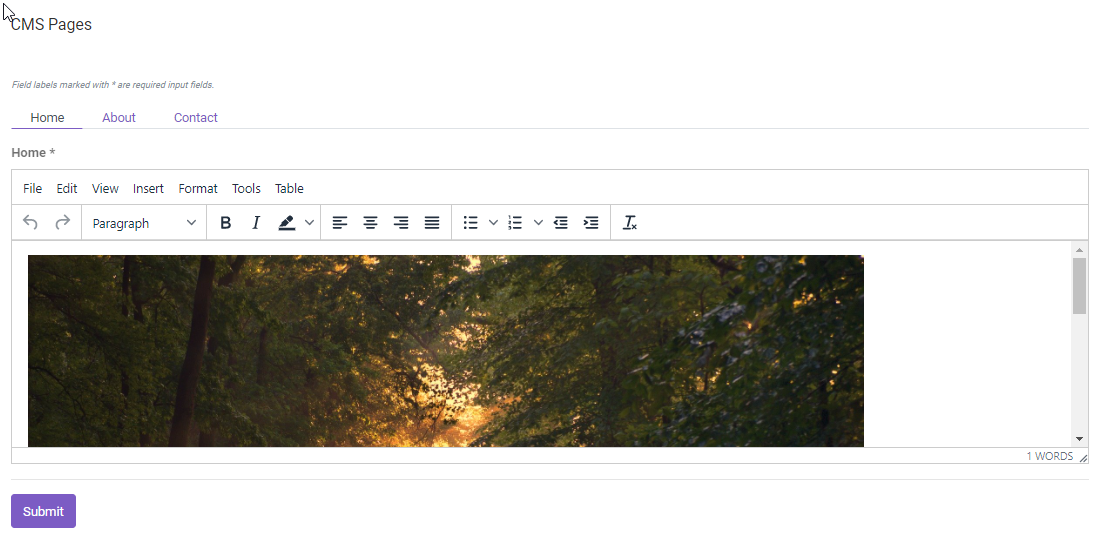 CMS Pages
Field labels marked with * are required input fields.
Home About Contact
Home *
File Edit View Insert Format Tools Table
Paragraph B I
1 WORDS
Submit